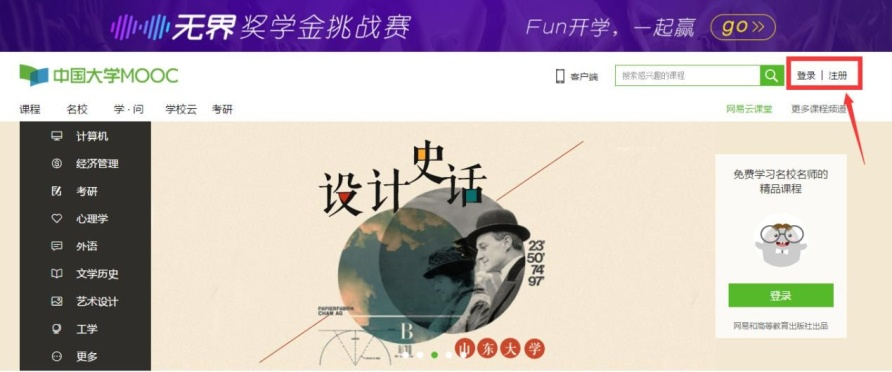 无界 奖学金挑战赛
Fun开学，一起赢 go»
中国大学MOOC
客户端
搜索感兴趣的课程
登录 | 注册
课程 名校 学·问 学校云 考研
网易云课堂 更多课程频道
计算机
经济管理
考研
心理学
外语
文学历史
艺术设计
工学
更多
设计史话
23'
50'
74'
97'
PAPIERFABRIK
CHAM AG
B
山东大学
免费学习名校名师的
精品课程
登录
网易和高等教育出版社出品